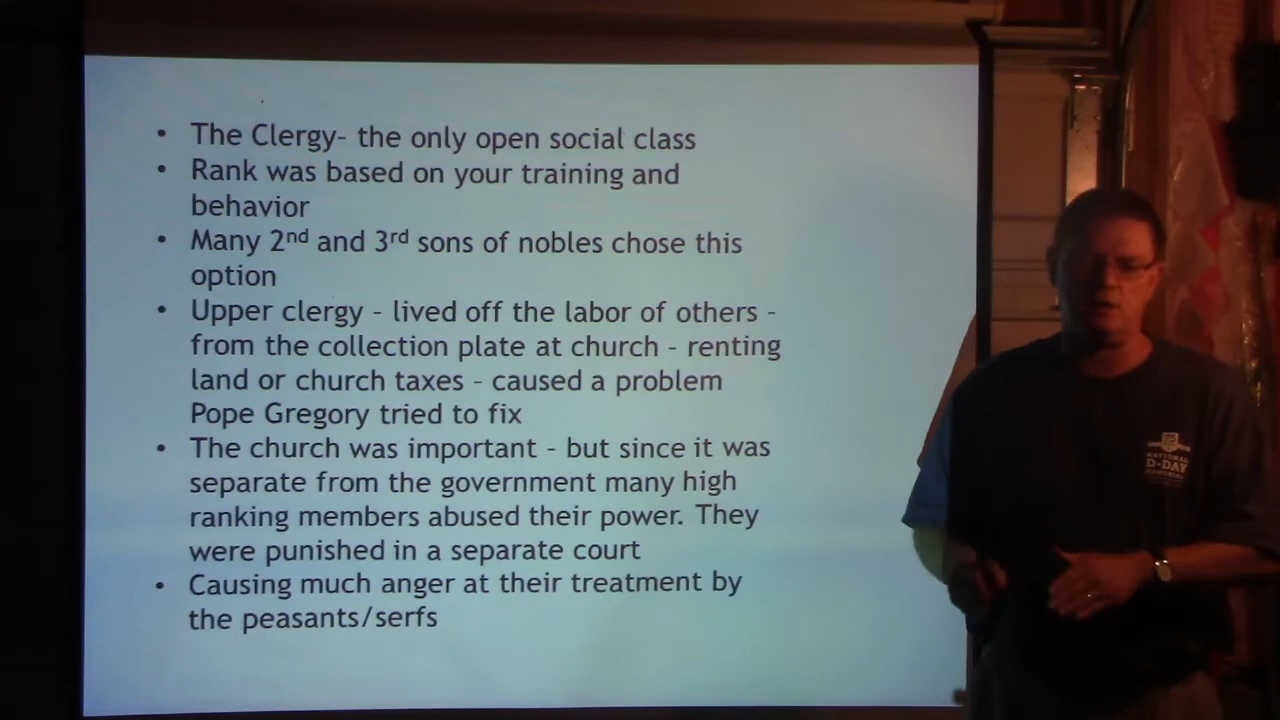 • The Clergy– the only open social class
• Rank was based on your training and
behavior
• Many 2nd and 3rd sons of nobles chose this
option
• Upper clergy – lived off the labor of others –
from the collection plate at church – renting
land or church taxes – caused a problem
Pope Gregory tried to fix
• The church was important – but since it was
separate from the government many high
ranking members abused their power. They
were punished in a separate court
• Causing much anger at their treatment by
the peasants/serfs
NATIONAL
D-DAY
MEMORIAL